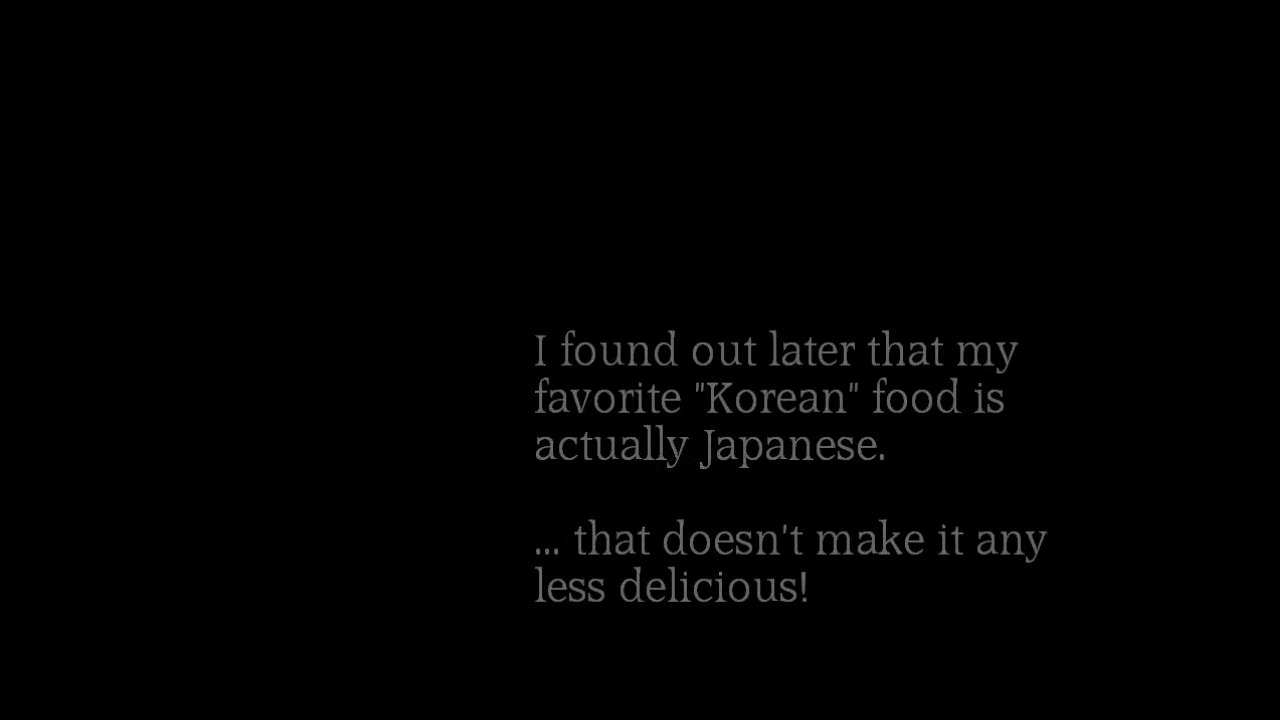 I found out later that my
favorite "Korean" food is
actually Japanese.
... that doesn't make it any
less delicious!